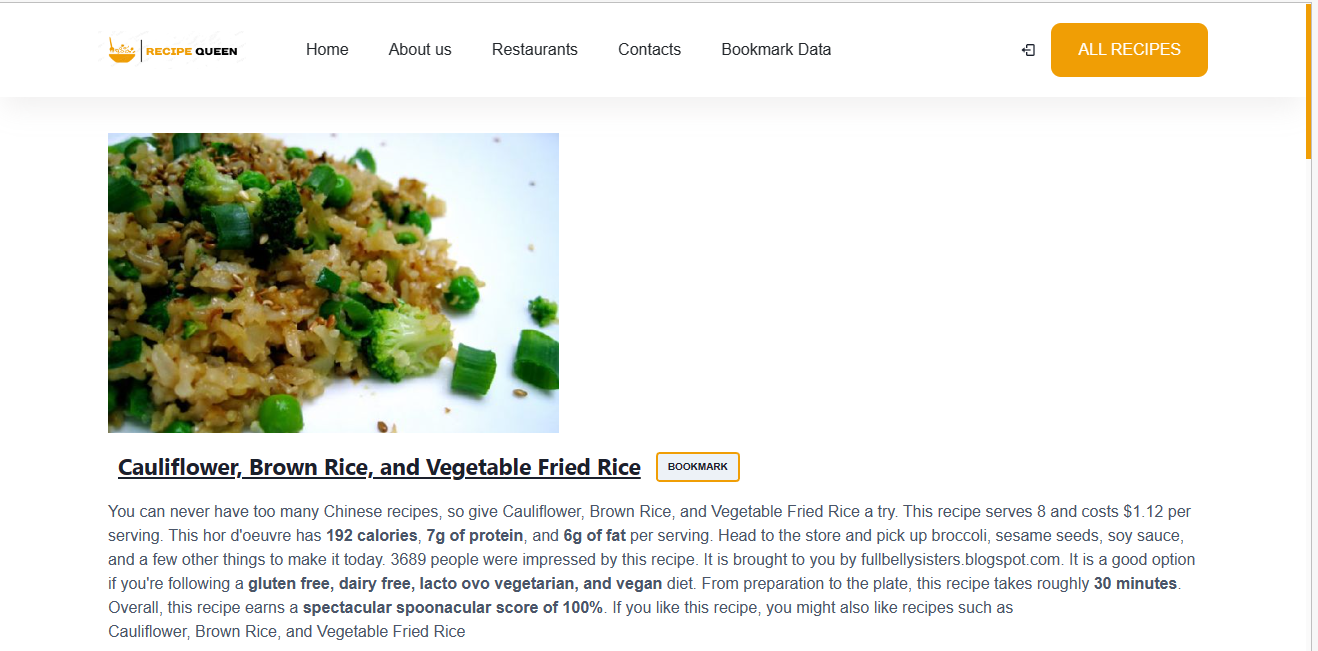 RECIPE QUEEN
Home
About us
Restaurants
Contacts
Bookmark Data
ALL RECIPES
Cauliflower, Brown Rice, and Vegetable Fried Rice
BOOKMARK
You can never have too many Chinese recipes, so give Cauliflower, Brown Rice, and Vegetable Fried Rice a try. This recipe serves 8 and costs $1.12 per
serving. This hor d'oeuvre has 192 calories, 7g of protein, and 6g of fat per serving. Head to the store and pick up broccoli, sesame seeds, soy sauce,
and a few other things to make it today. 3689 people were impressed by this recipe. It is brought to you by fullbellysisters.blogspot.com. It is a good option
if you're following a gluten free, dairy free, lacto ovo vegetarian, and vegan diet. From preparation to the plate, this recipe takes roughly 30 minutes.
Overall, this recipe earns a spectacular spoonacular score of 100%. If you like this recipe, you might also like recipes such as
Cauliflower, Brown Rice, and Vegetable Fried Rice